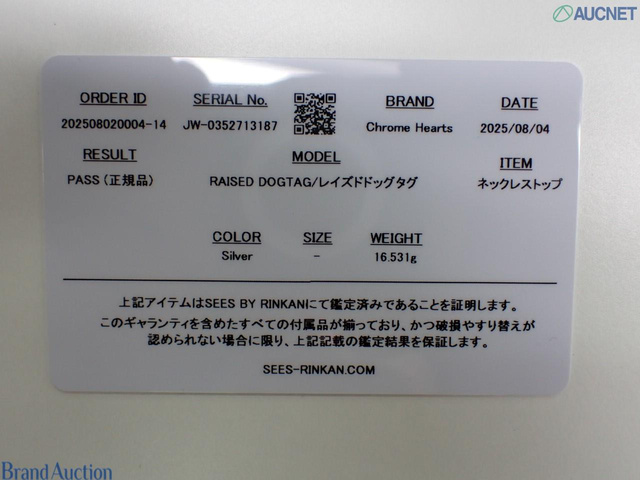 AUCNET
ORDER ID
202508020004-14
SERIAL No.
JW-0352713187
BRAND
Chrome Hearts
DATE
2025/08/04
RESULT
PASS (正規品)
MODEL
RAISED DOGTAG/レイズドドッグタグ
ITEM
ネックレストップ
COLOR
Silver
SIZE
-
WEIGHT
16.531g
上記アイテムはSEES BY RINKANにて鑑定済みであることを証明します。
このギャランティを含めたすべての付属品が揃っており、かつ破損やすり替えが
認められない場合に限り、上記記載の鑑定結果を保証します。
SEES-RINKAN.COM
Brand Auction